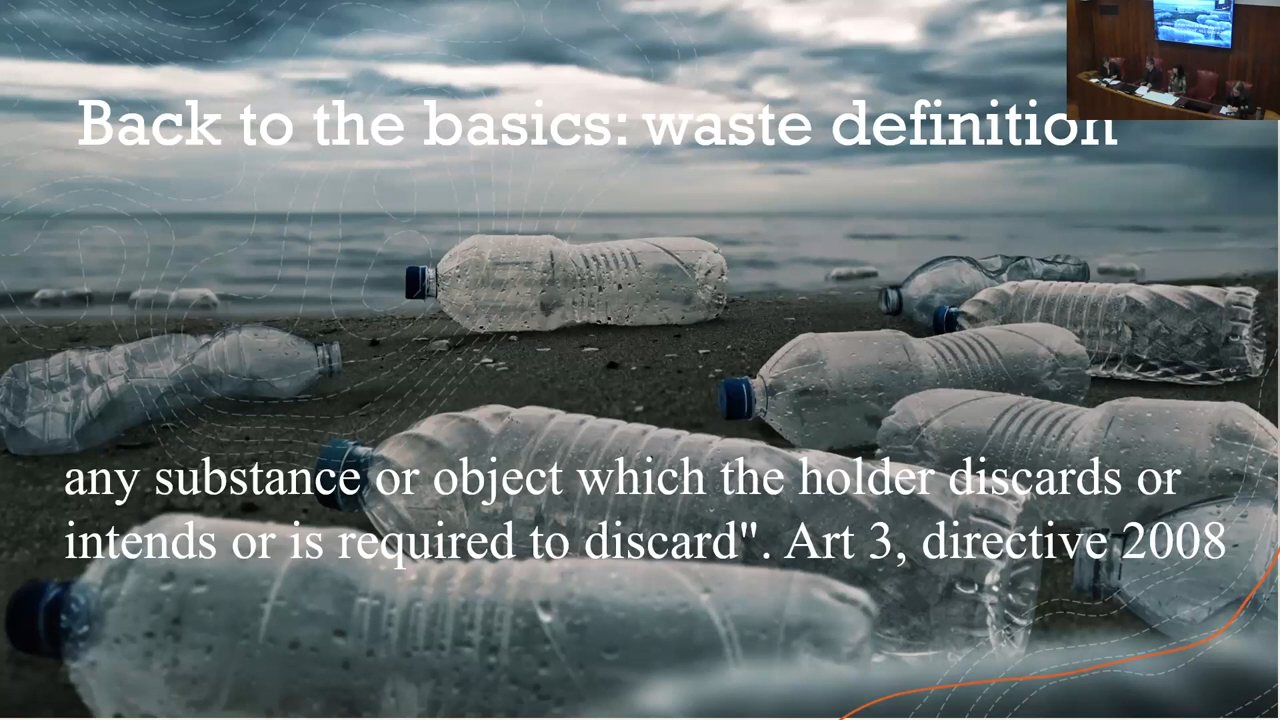 Back to the basics: waste definition
any substance or object which the holder discards or
intends or is required to discard". Art 3, directive 2008